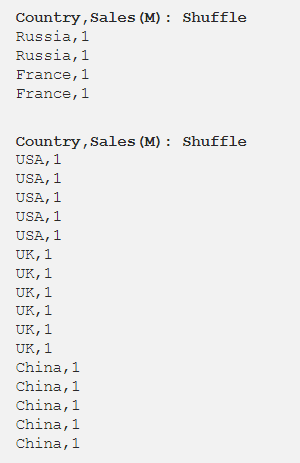 Country,Sales(M): Shuffle
Russia,1
Russia,1
France,1
France,1
Country,Sales(M): Shuffle
USA,1
USA,1
USA,1
USA,1
USA,1
UK,1
UK,1
UK,1
UK,1
UK,1
UK,1
China,1
China,1
China,1
China,1
China,1